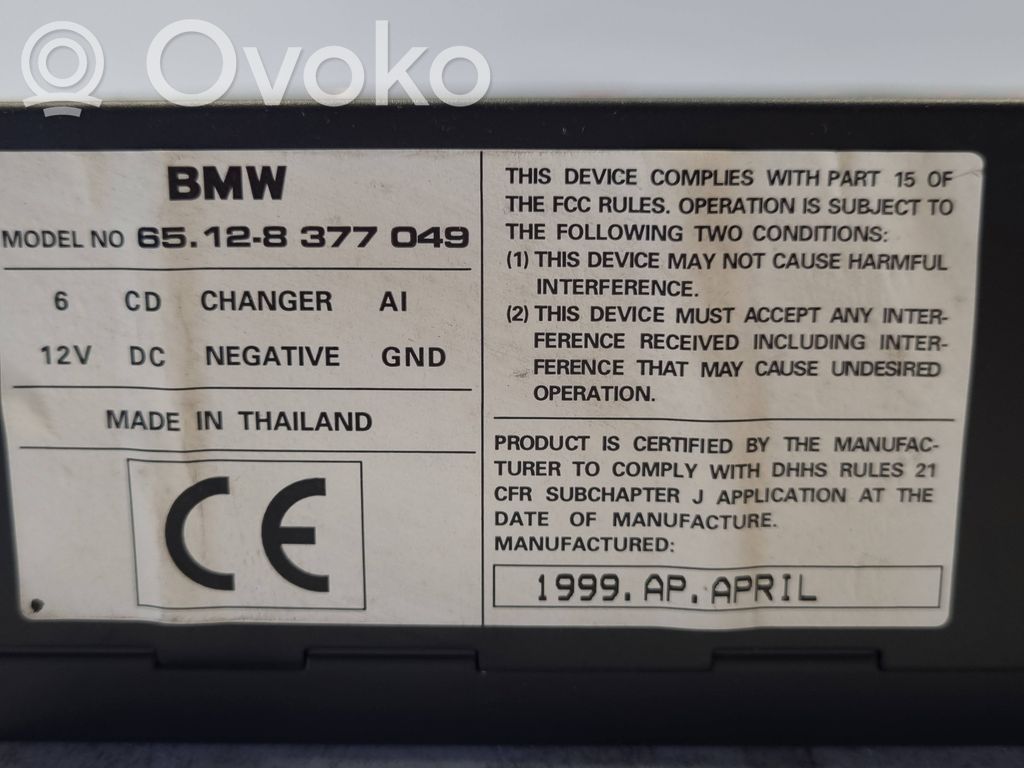 Ovoko
BMW
MODEL NO 65.12-8 377 049
6 CD CHANGER AI
12V DC NEGATIVE GND
MADE IN THAILAND
CE
THIS DEVICE COMPLIES WITH PART 15 OF
THE FCC RULES. OPERATION IS SUBJECT TO
THE FOLLOWING TWO CONDITIONS:
(1) THIS DEVICE MAY NOT CAUSE HARMFUL
INTERFERENCE.
(2) THIS DEVICE MUST ACCEPT ANY INTER-
FERENCE RECEIVED INCLUDING INTER-
FERENCE THAT MAY CAUSE UNDESIRED
OPERATION.
PRODUCT IS CERTIFIED BY THE MANUFAC-
TURER TO COMPLY WITH DHHS RULES 21
CFR SUBCHAPTER J APPLICATION AT THE
DATE OF MANUFACTURE.
MANUFACTURED:
1999. AP. APRIL